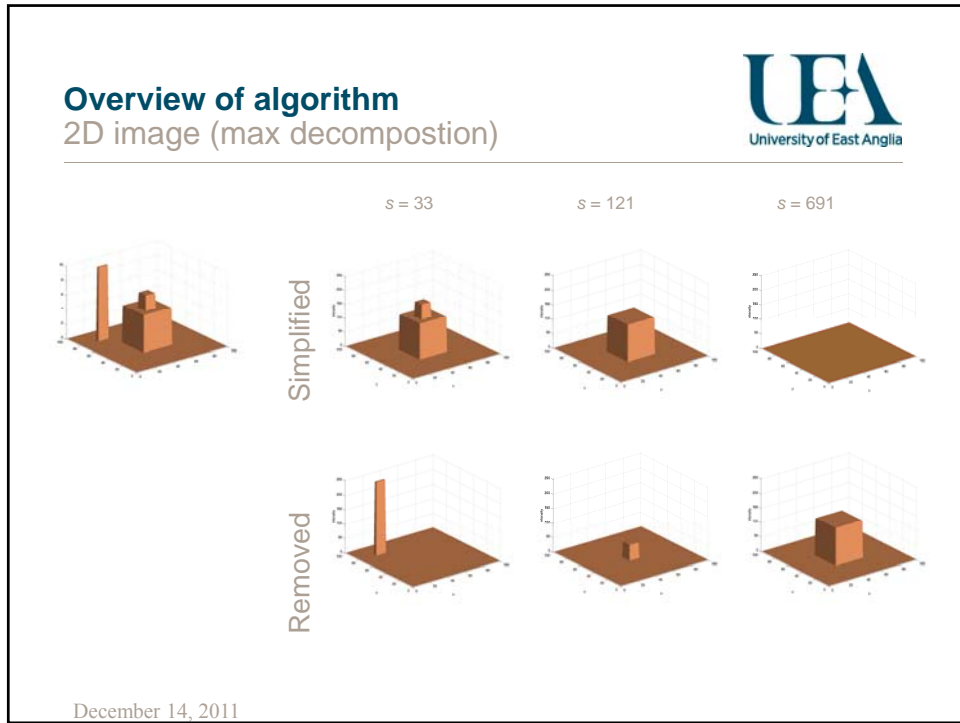 Overview of algorithm
2D image (max decompostion)
UEA
University of East Anglia
s = 33
s = 121
s = 691
Simplified
Removed
December 14, 2011